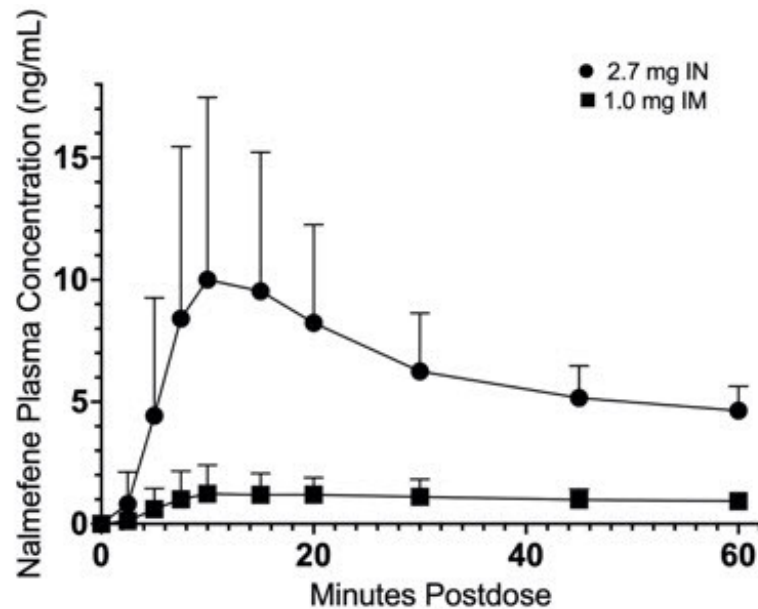 2.7 mg IN
1.0 mg IM
Nalmefene Plasma Concentration (ng/mL)
15
10
5
0
0
20
40
60
Minutes Postdose